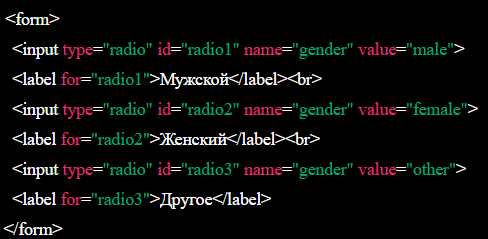 <form>
<input type="radio" id="radio1" name="gender" value="male">
<label for="radio1">Мужской</label><br>
<input type="radio" id="radio2" name="gender" value="female">
<label for="radio2">Женский</label><br>
<input type="radio" id="radio3" name="gender" value="other">
<label for="radio3">Другое</label>
</form>